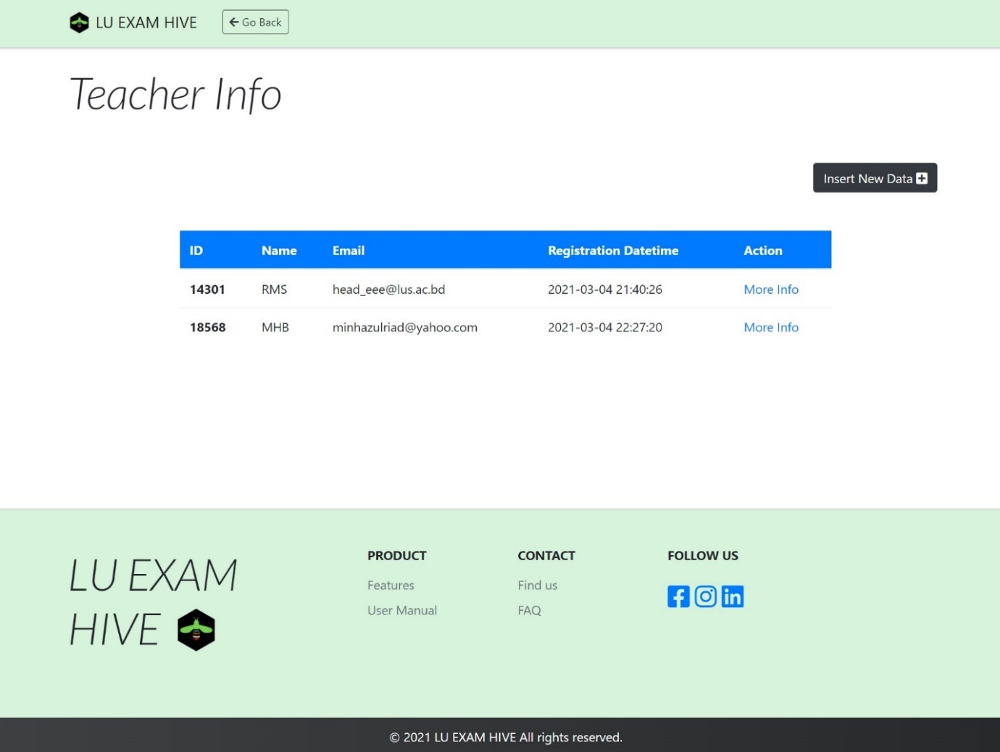 LU EXAM HIVE Go Back
Teacher Info
Insert New Data
ID Name Email Registration Datetime Action
14301 RMS head_eee@lus.ac.bd 2021-03-04 21:40:26 More Info
18568 MHB minhazulriad@yahoo.com 2021-03-04 22:27:20 More Info
LU EXAM
HIVE
PRODUCT
Features
User Manual
CONTACT
Find us
FAQ
FOLLOW US
© 2021 LU EXAM HIVE All rights reserved.